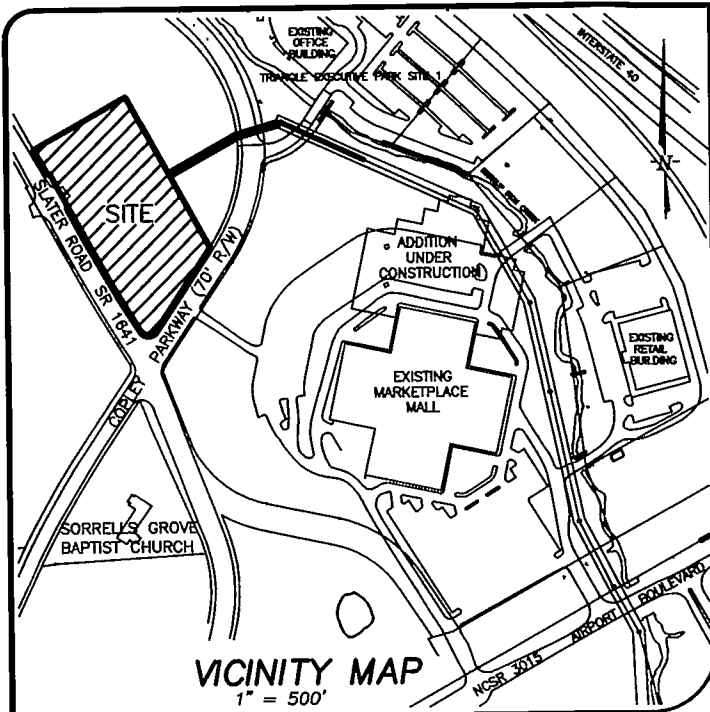 EXISTING
OFFICE
BUILDING
TRIANGLE EXECUTIVE PARK SITE 1
INTERSTATE 40
N
SITE
SLATER ROAD SR 1641
COPLEY PARKWAY (70' R/W)
ADDITION
UNDER
CONSTRUCTION
EXISTING
MARKETPLACE
MALL
EXISTING
RETAIL
BUILDING
SORRELLS GROVE
BAPTIST CHURCH
NCSR 3015 AIRPORT BOULEVARD
VICINITY MAP
1" = 500'